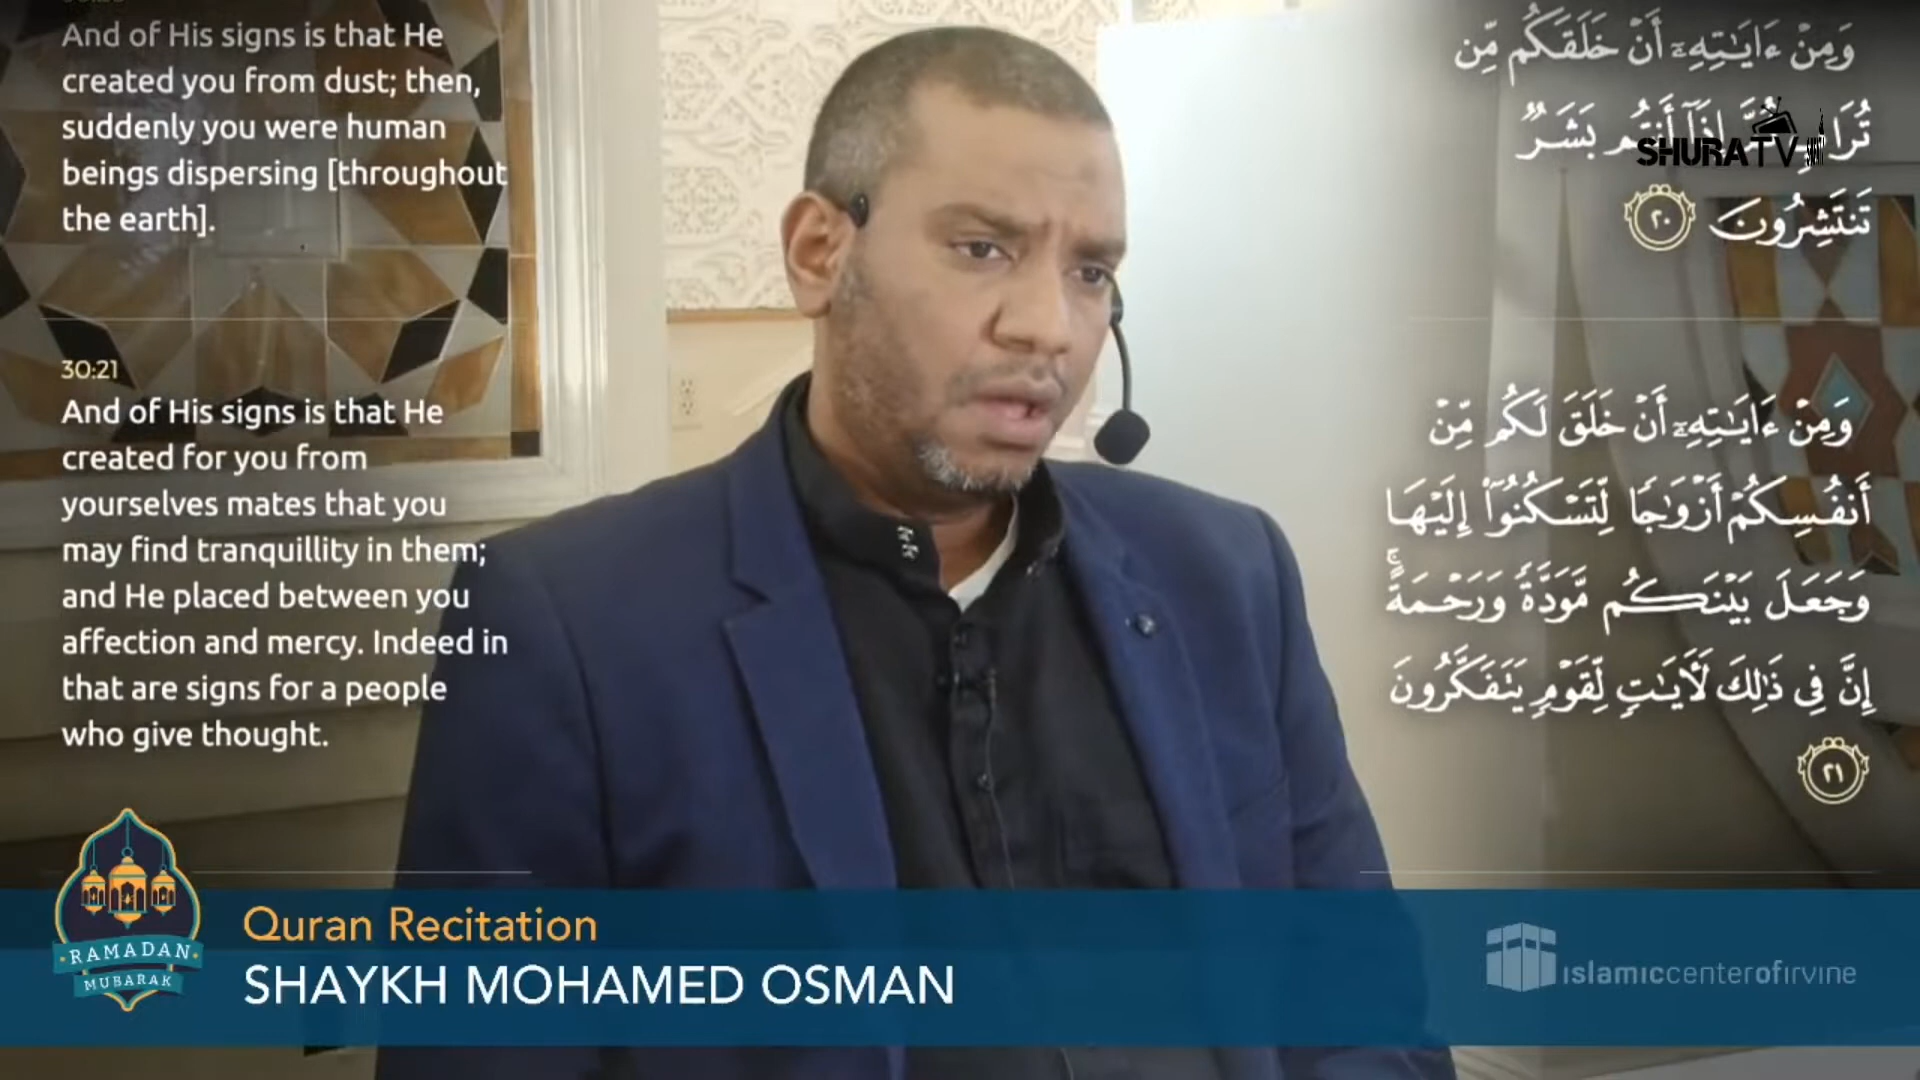 And of His signs is that He
created you from dust; then,
suddenly you were human
beings dispersing [throughout
the earth].
وَمِنْ ءَايَـٰتِهِۦٓ أَنْ خَلَقَكُم مِّن
تُرَابٍ ثُمَّ إِذَآ أَنتُم بَشَرٌ
تَنتَشِرُونَ ٢٠
SHURATV
30:21
And of His signs is that He
created for you from
yourselves mates that you
may find tranquillity in them;
and He placed between you
affection and mercy. Indeed in
that are signs for a people
who give thought.
وَمِنْ ءَايَـٰتِهِۦٓ أَنْ خَلَقَ لَكُم مِّنْ
أَنفُسِكُمْ أَزْوَٰجًا لِّتَسْكُنُوٓا۟ إِلَيْهَا
وَجَعَلَ بَيْنَكُم مَّوَدَّةً وَرَحْمَةً ۚ
إِنَّ فِى ذَٰلِكَ لَـَٔايَـٰتٍ لِّقَوْمٍ يَتَفَكَّرُونَ
٢١
RAMADAN
MUBARAK
Quran Recitation
SHAYKH MOHAMED OSMAN
islamiccenterofirvine